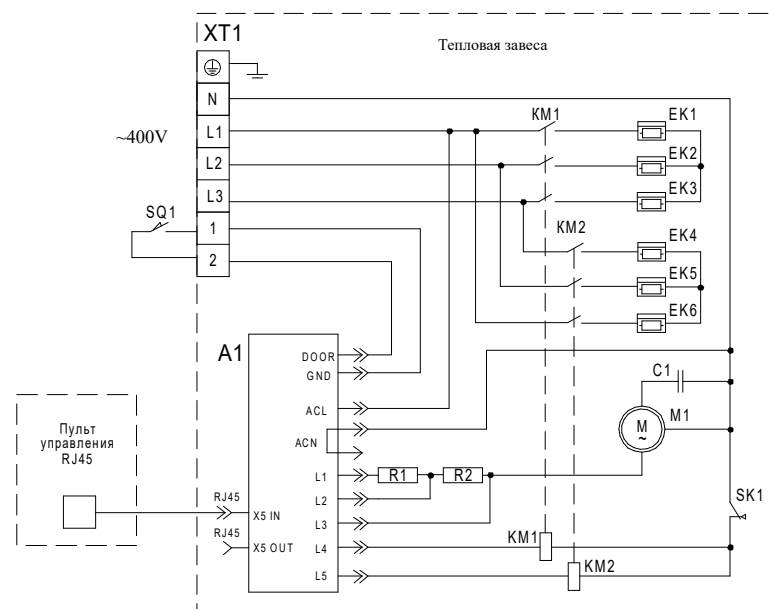 XT1
Тепловая завеса
N
L1
L2
L3
1
2
~400V
SQ1
KM1
EK1
EK2
EK3
KM2
EK4
EK5
EK6
A1
DOOR
GND
ACL
ACN
L1
L2
L3
L4
L5
R1
R2
C1
M
~
M1
SK1
KM1
KM2
Пульт
управления
RJ45
RJ45
X5 IN
RJ45
X5 OUT